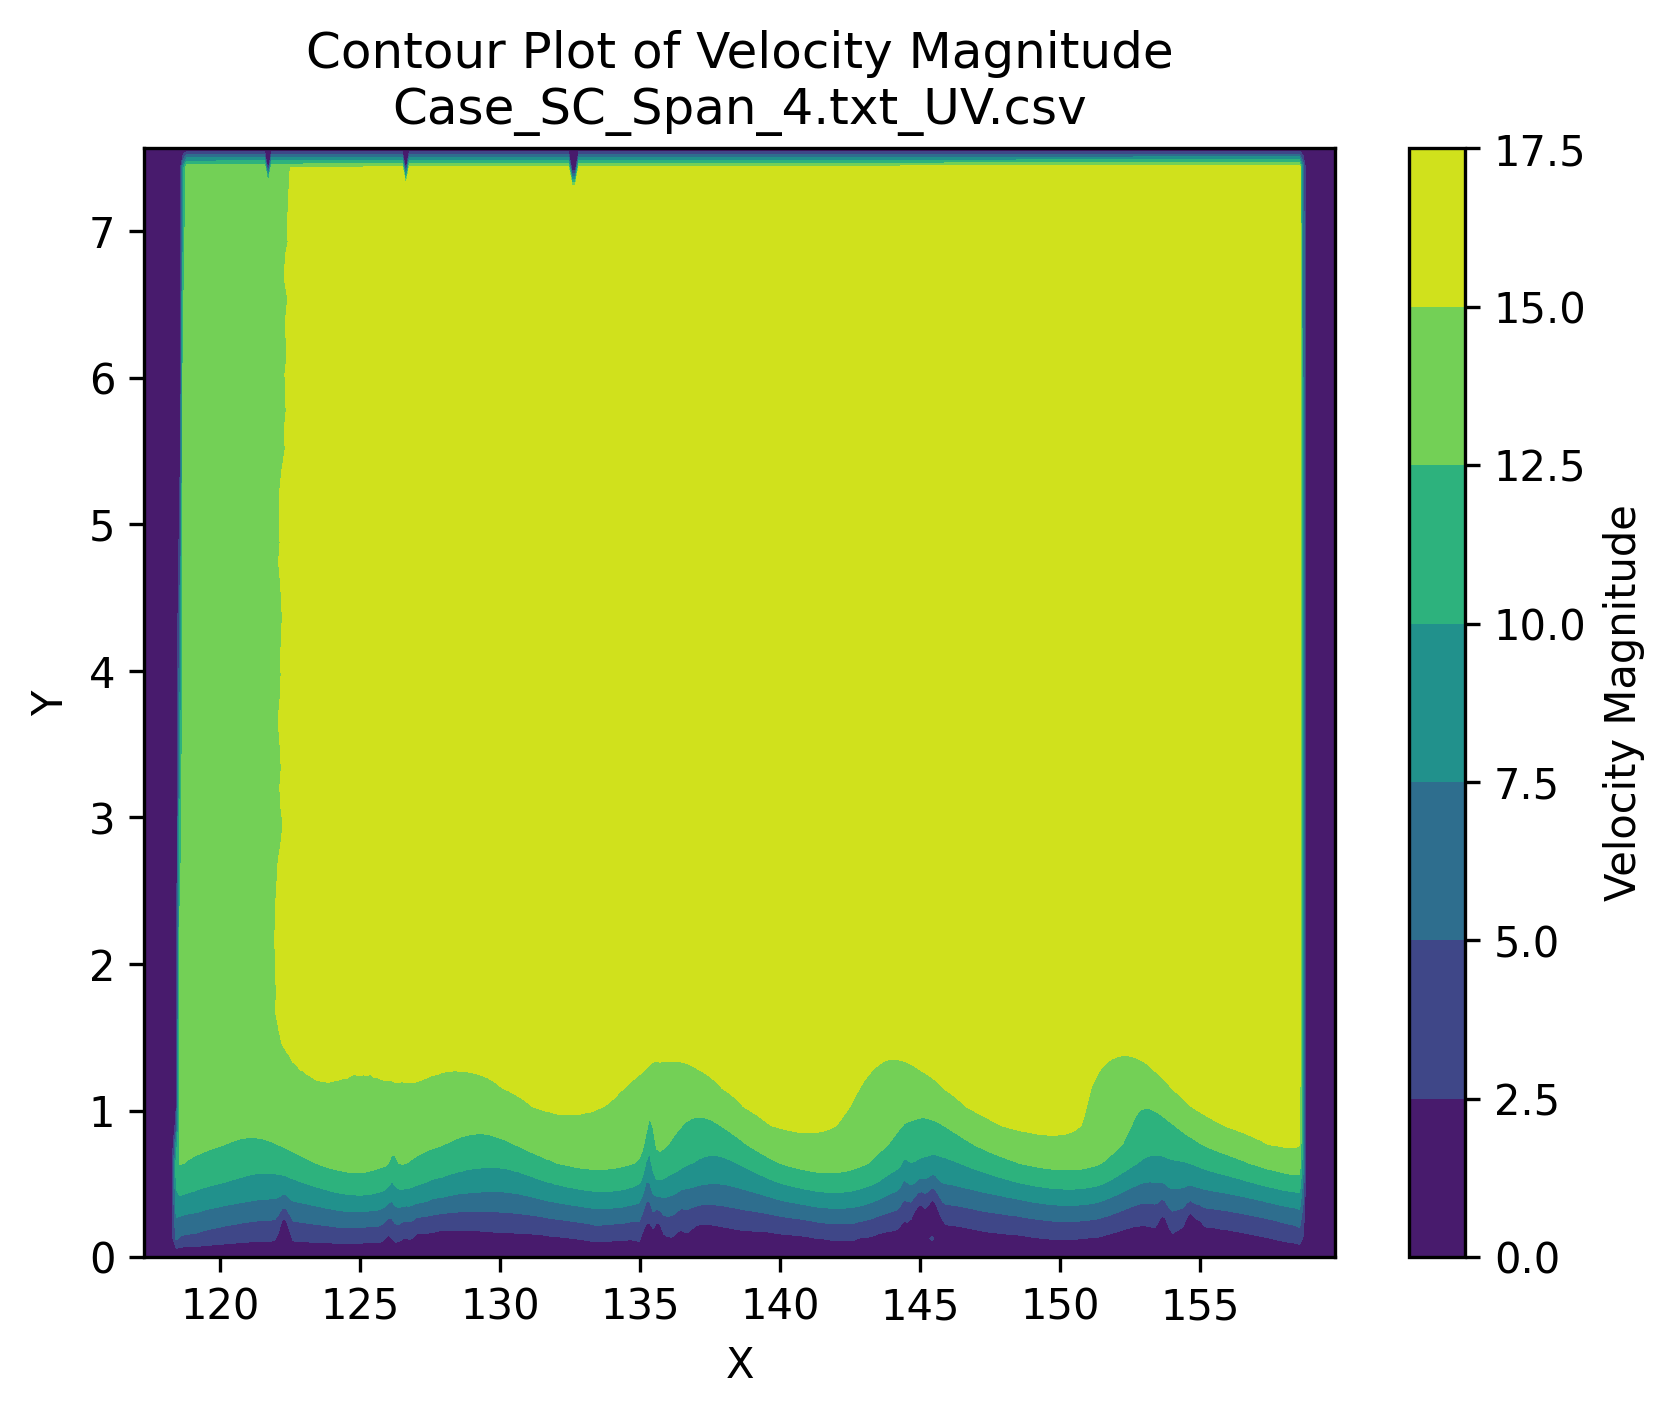 Contour Plot of Velocity Magnitude
Case_SC_Span_4.txt_UV.csv
7
6
5
4
3
2
1
0
Y
120 125 130 135 140 145 150 155
X
17.5
15.0
12.5
10.0
7.5
5.0
2.5
0.0
Velocity Magnitude